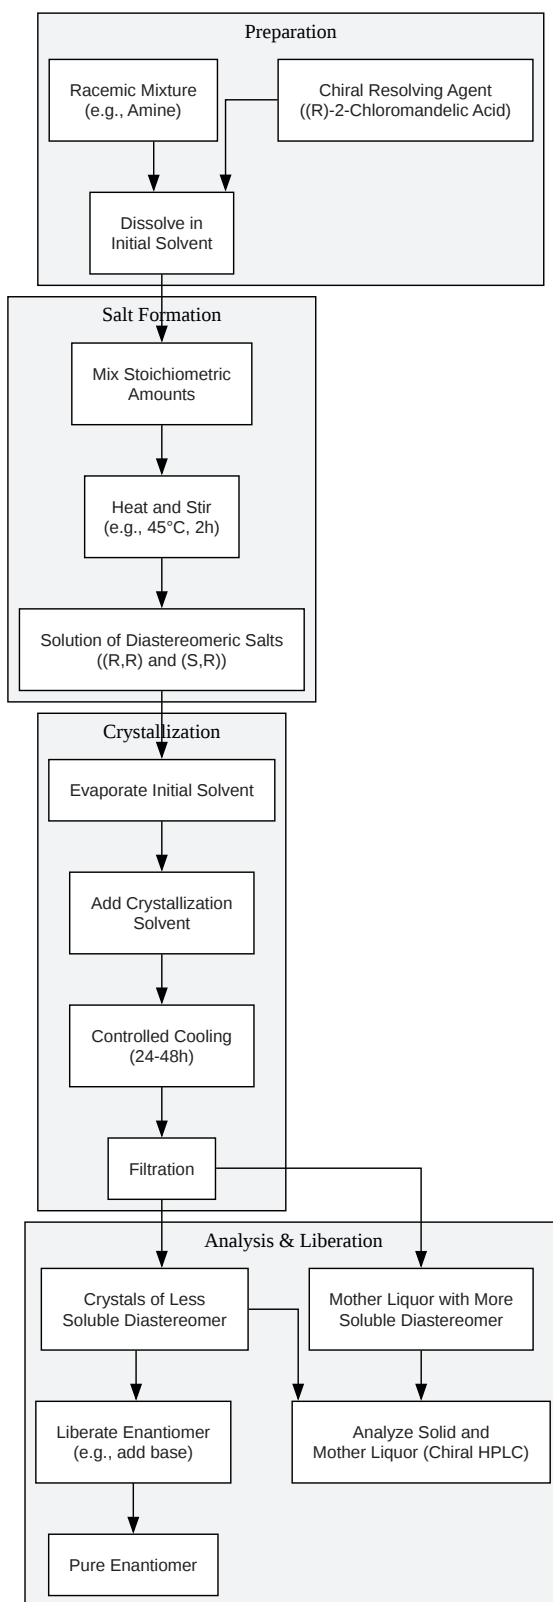 Preparation
Racemic Mixture
(e.g., Amine)
Chiral Resolving Agent
((R)-2-Chloromandelic Acid)
Dissolve in
Initial Solvent
Salt Formation
Mix Stoichiometric
Amounts
Heat and Stir
(e.g., 45°C, 2h)
Solution of Diastereomeric Salts
((R,R) and (S,R))
Crystallization
Evaporate Initial Solvent
Add Crystallization
Solvent
Controlled Cooling
(24-48h)
Filtration
Analysis & Liberation
Crystals of Less
Soluble Diastereomer
Mother Liquor with More
Soluble Diastereomer
Liberate Enantiomer
(e.g., add base)
Analyze Solid and
Mother Liquor (Chiral HPLC)
Pure Enantiomer